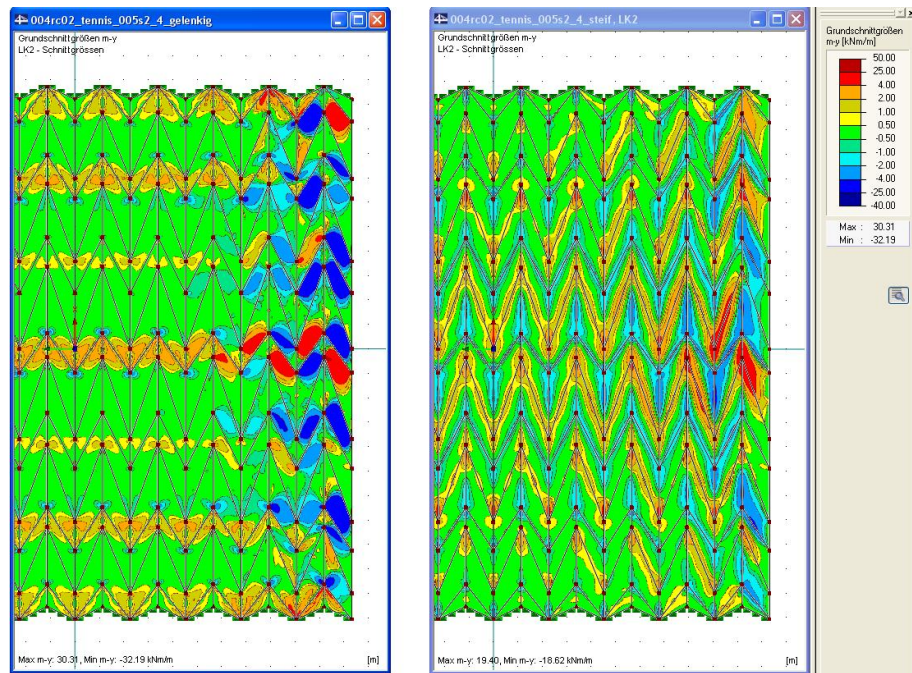 004rc02_tennis_005s2_4_gelenkig
Grundschnittgrößen m-y
LK2 - Schnittgrössen
Max m-y: 30.31, Min m-y: -32.19 kNm/m
[m]
004rc02_tennis_005s2_4_steif, LK2
Grundschnittgrößen m-y
LK2 - Schnittgrössen
Max m-y: 19.40, Min m-y: -18.62 kNm/m
[m]
Grundschnittgrößen
m-y [kNm/m]
50.00
25.00
4.00
2.00
1.00
0.50
-0.50
-1.00
-2.00
-4.00
-25.00
-40.00
Max : 30.31
Min : -32.19